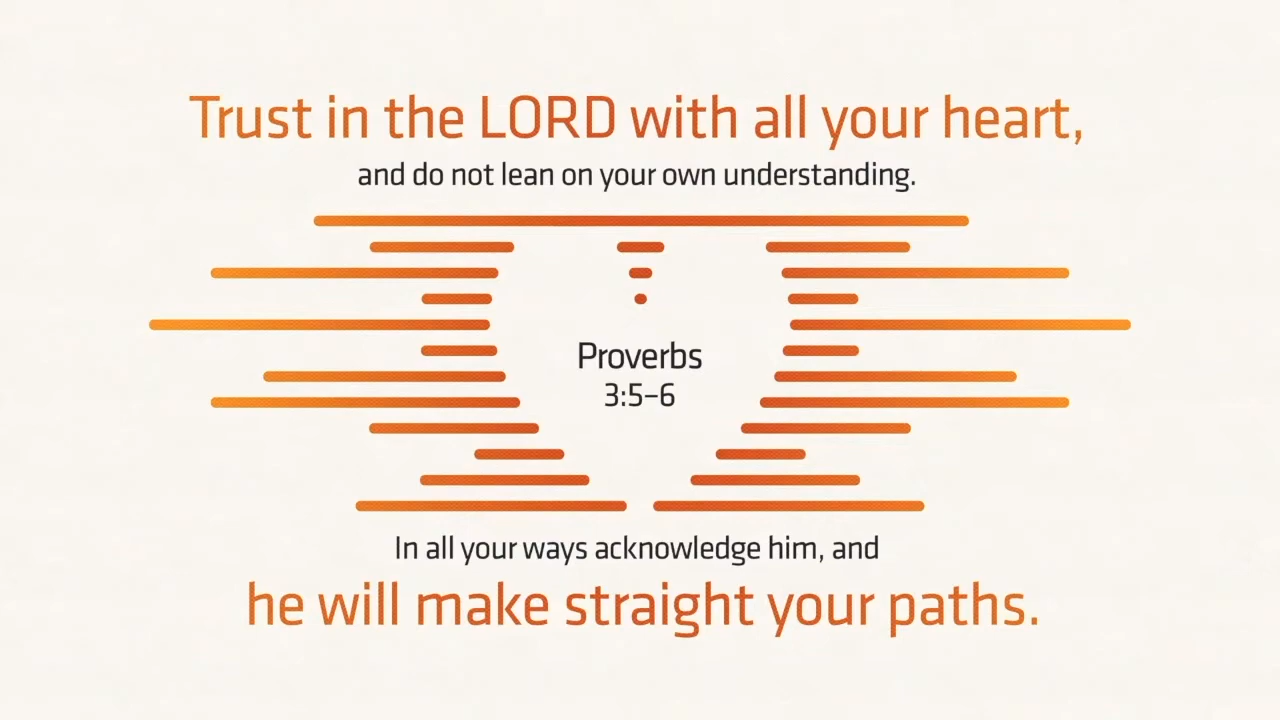 Trust in the LORD with all your heart,
and do not lean on your own understanding.
Proverbs
3:5–6
In all your ways acknowledge him, and
he will make straight your paths.